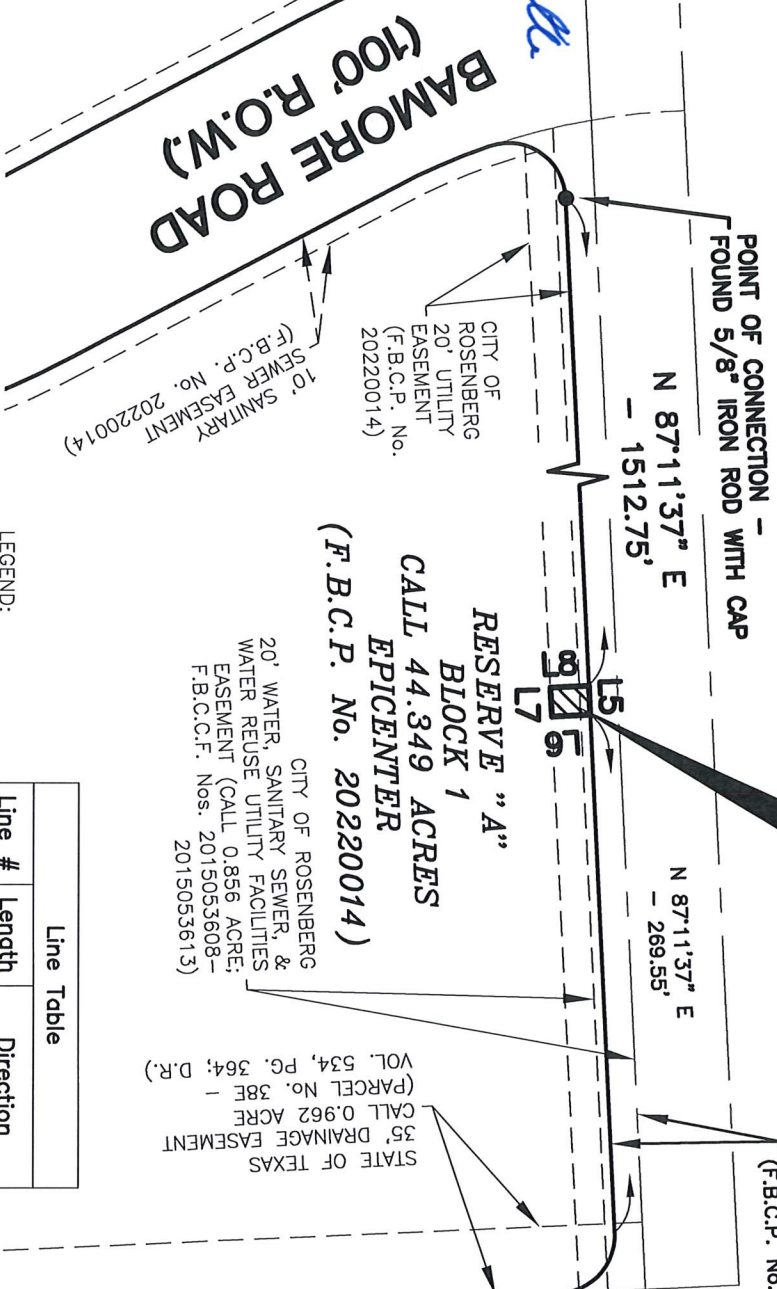 BAMORE ROAD
(100' R.O.W.)
POINT OF CONNECTION –
FOUND 5/8" IRON ROD WITH CAP
N 87°11'37" E
– 1512.75'
CITY OF
ROSENBERG
20' UTILITY
EASEMENT
(F.B.C.P. No.
20220014)
10' SANITARY
SEWER EASEMENT
(F.B.C.P. No. 20220014)
L5
L8
L7
L6
N 87°11'37" E
– 269.55'
(F.B.C.P. No.
RESERVE "A"
BLOCK 1
CALL 44.349 ACRES
EPICENTER
(F.B.C.P. No. 20220014)
CITY OF ROSENBERG
20' WATER, SANITARY SEWER, &
WATER REUSE UTILITY FACILITIES
EASEMENT (CALL 0.856 ACRE;
F.B.C.C.F. Nos. 2015053608–
2015053613)
STATE OF TEXAS
35' DRAINAGE EASEMENT
CALL 0.962 ACRE
(PARCEL No. 38E –
VOL. 534, PG. 364; D.R.)
LEGEND:
Line Table
Line # Length Direction